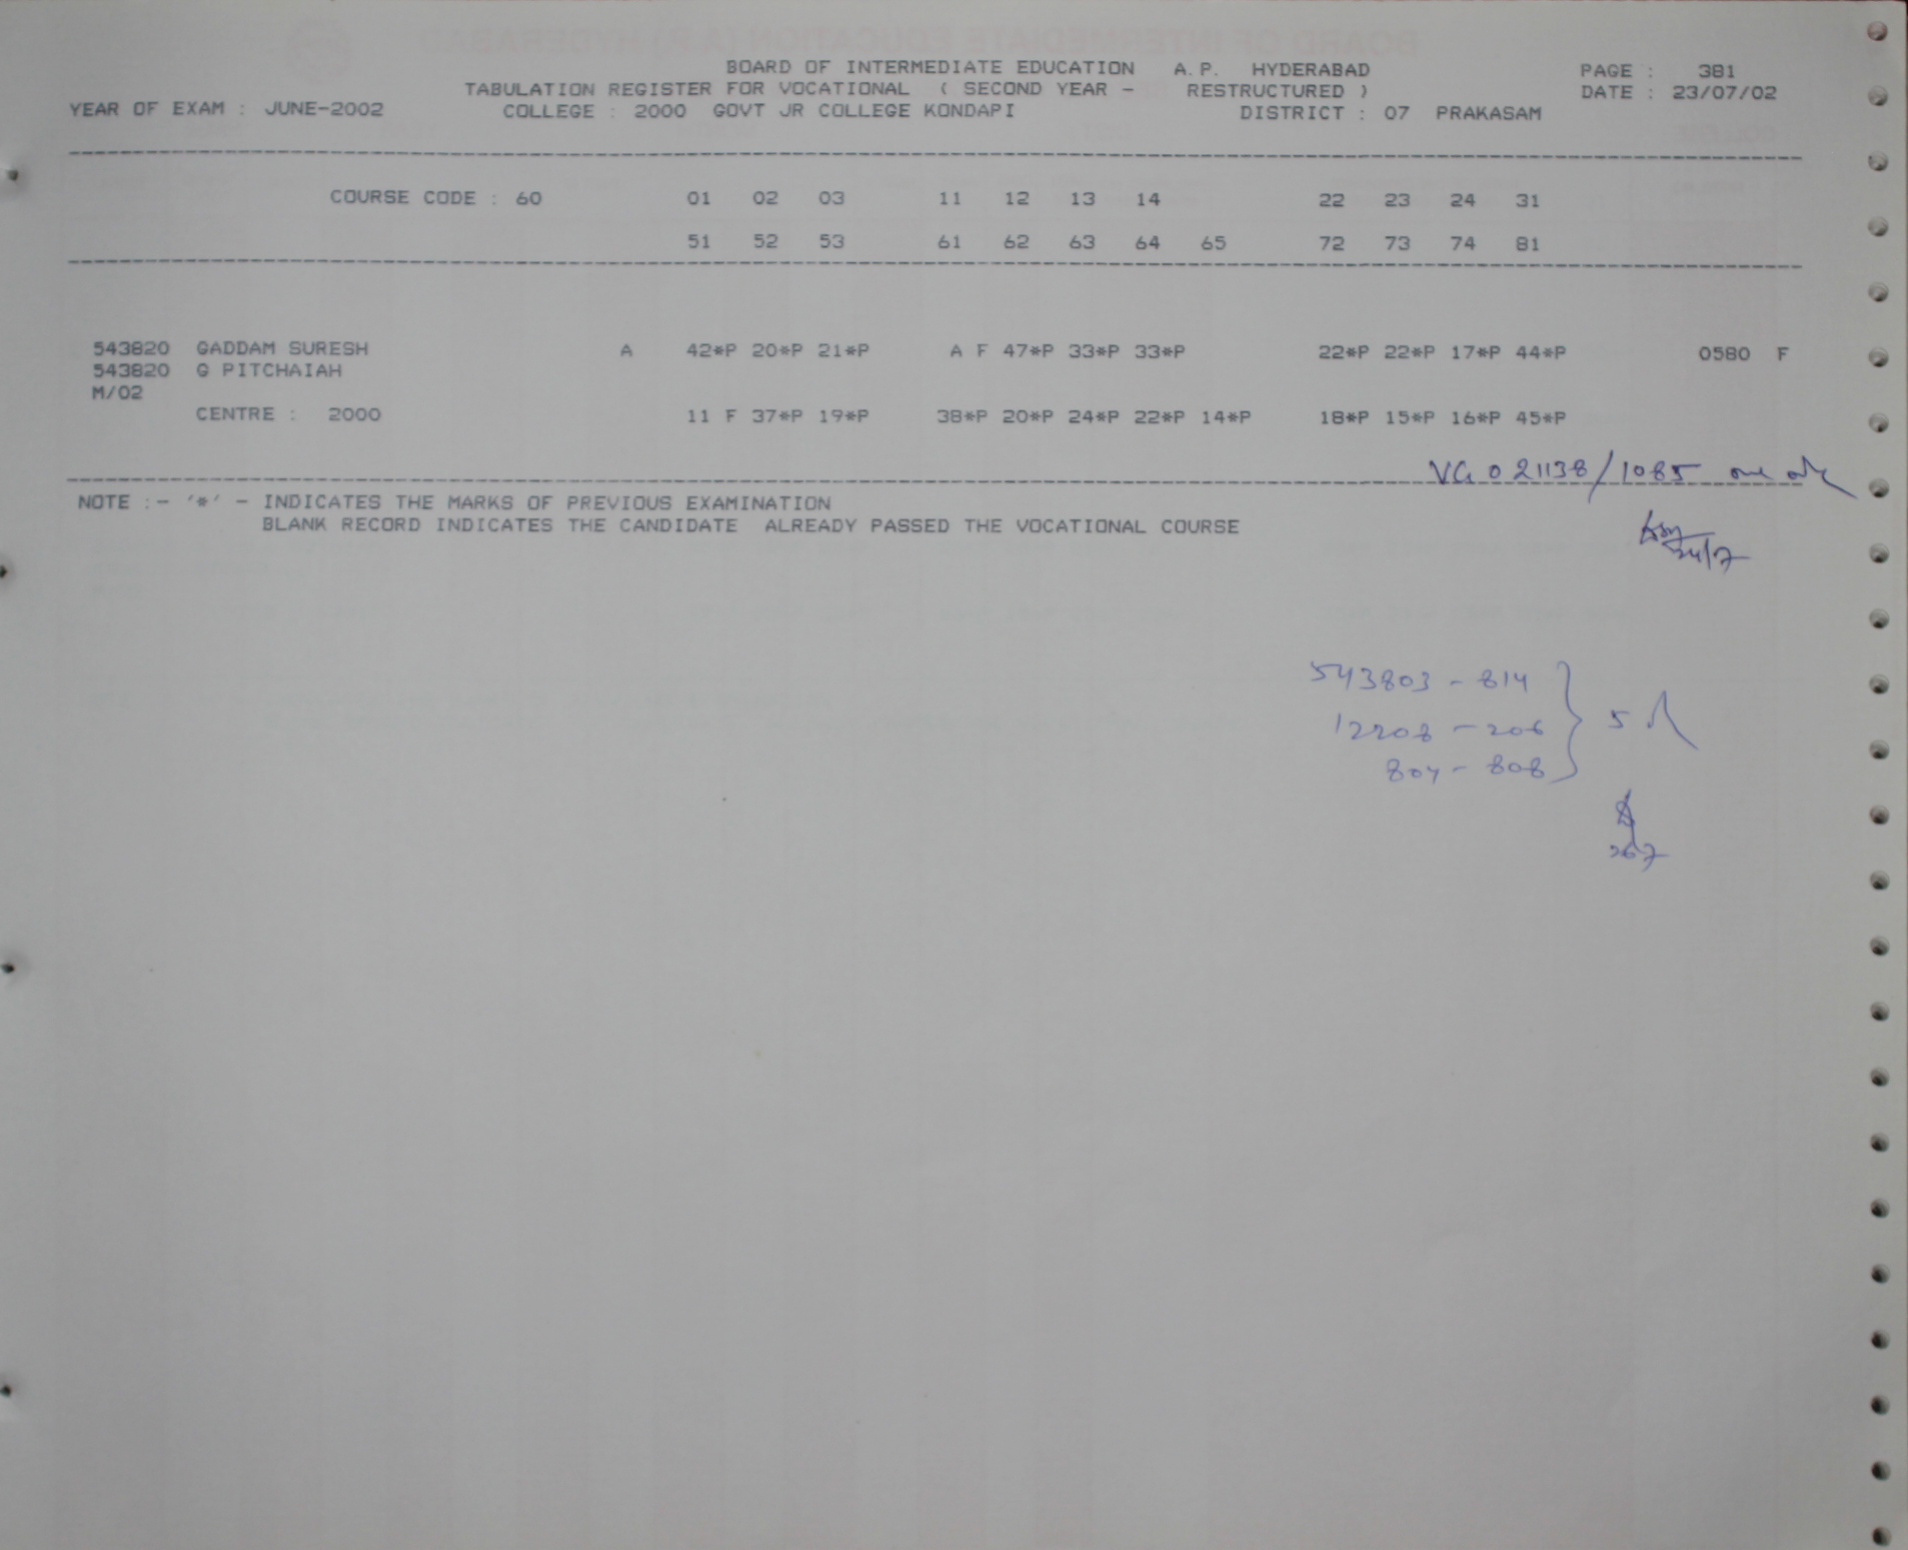 BOARD OF INTERMEDIATE EDUCATION A.P. HYDERABAD PAGE : 381
TABULATION REGISTER FOR VOCATIONAL ( SECOND YEAR - RESTRUCTURED ) DATE : 23/07/02
YEAR OF EXAM : JUNE-2002 COLLEGE : 2000 GOVT JR COLLEGE KONDAPI DISTRICT : 07 PRAKASAM
COURSE CODE : 60 01 02 03 11 12 13 14 22 23 24 31
51 52 53 61 62 63 64 65 72 73 74 81
543820 GADDAM SURESH A 42*P 20*P 21*P A F 47*P 33*P 33*P 22*P 22*P 17*P 44*P 0580 F
543820 G PITCHAIAH
M/02
CENTRE : 2000 11 F 37*P 19*P 38*P 20*P 24*P 22*P 14*P 18*P 15*P 16*P 45*P
VG 021138/1085 one
NOTE :- '*' - INDICATES THE MARKS OF PREVIOUS EXAMINATION
BLANK RECORD INDICATES THE CANDIDATE ALREADY PASSED THE VOCATIONAL COURSE
24/7
543803 - 814
12208 - 206 5
804 - 808